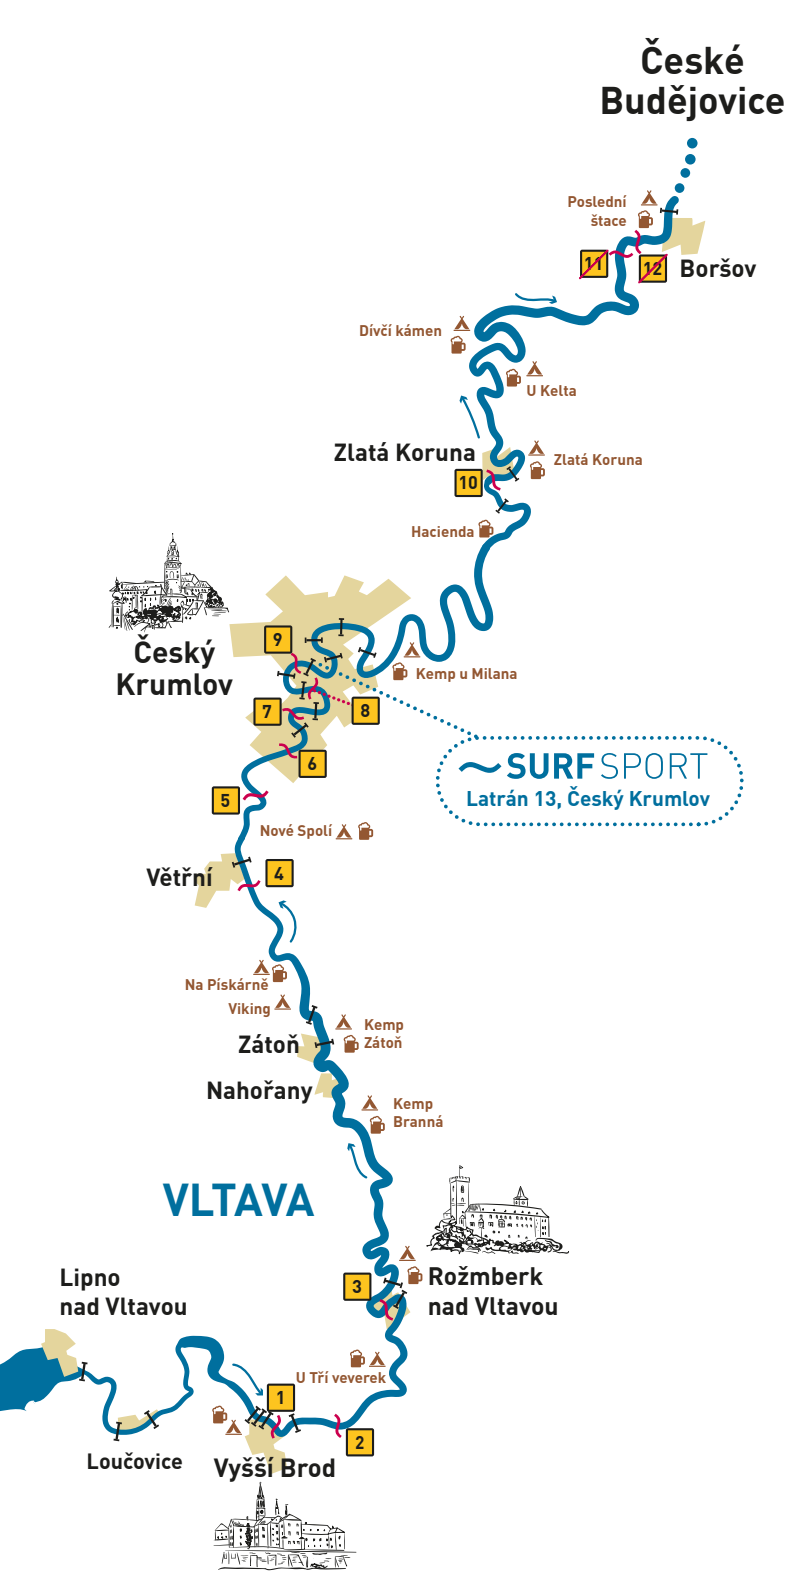 České
Budějovice
Poslední
štace
11
12
Boršov
Dívčí kámen
U Kelta
Zlatá Koruna
Zlatá Koruna
10
Hacienda
9
Český
Krumlov
Kemp u Milana
7
8
6
SURF SPORT
Latrán 13, Český Krumlov
5
Nové Spolí
Větřní
4
Na Pískárně
Viking
Kemp
Zátoň
Zátoň
Nahořany
Kemp
Branná
VLTAVA
Lipno
nad Vltavou
3
Rožmberk
nad Vltavou
U Tří veverek
1
2
Loučovice
Vyšší Brod